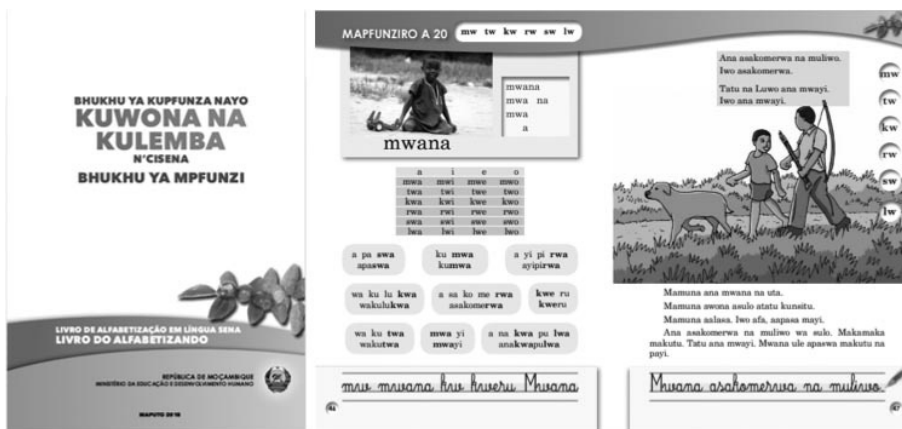 BHUKHU YA KUPFUNZA NAYO
KUWONA NA
KULEMBA
N'CISENA
BHUKHU YA MPFUNZI
LIVRO DE ALFABETIZAÇÃO EM LÍNGUA SENA
LIVRO DO ALFABETIZANDO
REPÚBLICA DE MOÇAMBIQUE
MINISTÉRIO DA EDUCAÇÃO E DESENVOLVIMENTO HUMANO
MAPUTO 2018
MAPFUNZIRO A 20 mw tw kw rw sw lw
mwana
mwa na
mwa
a
mwana
a i e o
mwa mwi mwe mwo
twa twi twe two
kwa kwi kwe kwo
rwa rwi rwe rwo
swa swi swe swo
lwa lwi lwe lwo
a pa swa ku mwa a yi pi rwa
apaswa kumwa ayipirwa
wa ku lu kwa a sa ko me rwa kwe ru
wakulukwa asakomerwa kweru
wa ku twa mwa yi a na kwa pu lwa
wakutwa mwayi anakwapulwa
mw mwana kw kweru Mwana
46
Ana asakomerwa na muliwo.
Iwo asakomerwa.
Tatu na Luwo ana mwayi.
Iwo ana mwayi.
mw
tw
kw
rw
sw
lw
Mamuna ana mwana na uta.
Mamuna awona asulo atatu kunsitu.
Mamuna aalasa. Iwo afa, aapasa mayi.
Ana asakomerwa na muliwo wa sulo. Makamaka
makutu. Tatu ana mwayi. Mwana ule apaswa makutu na
payi.
Mwana asakomerwa na muliwo.
47